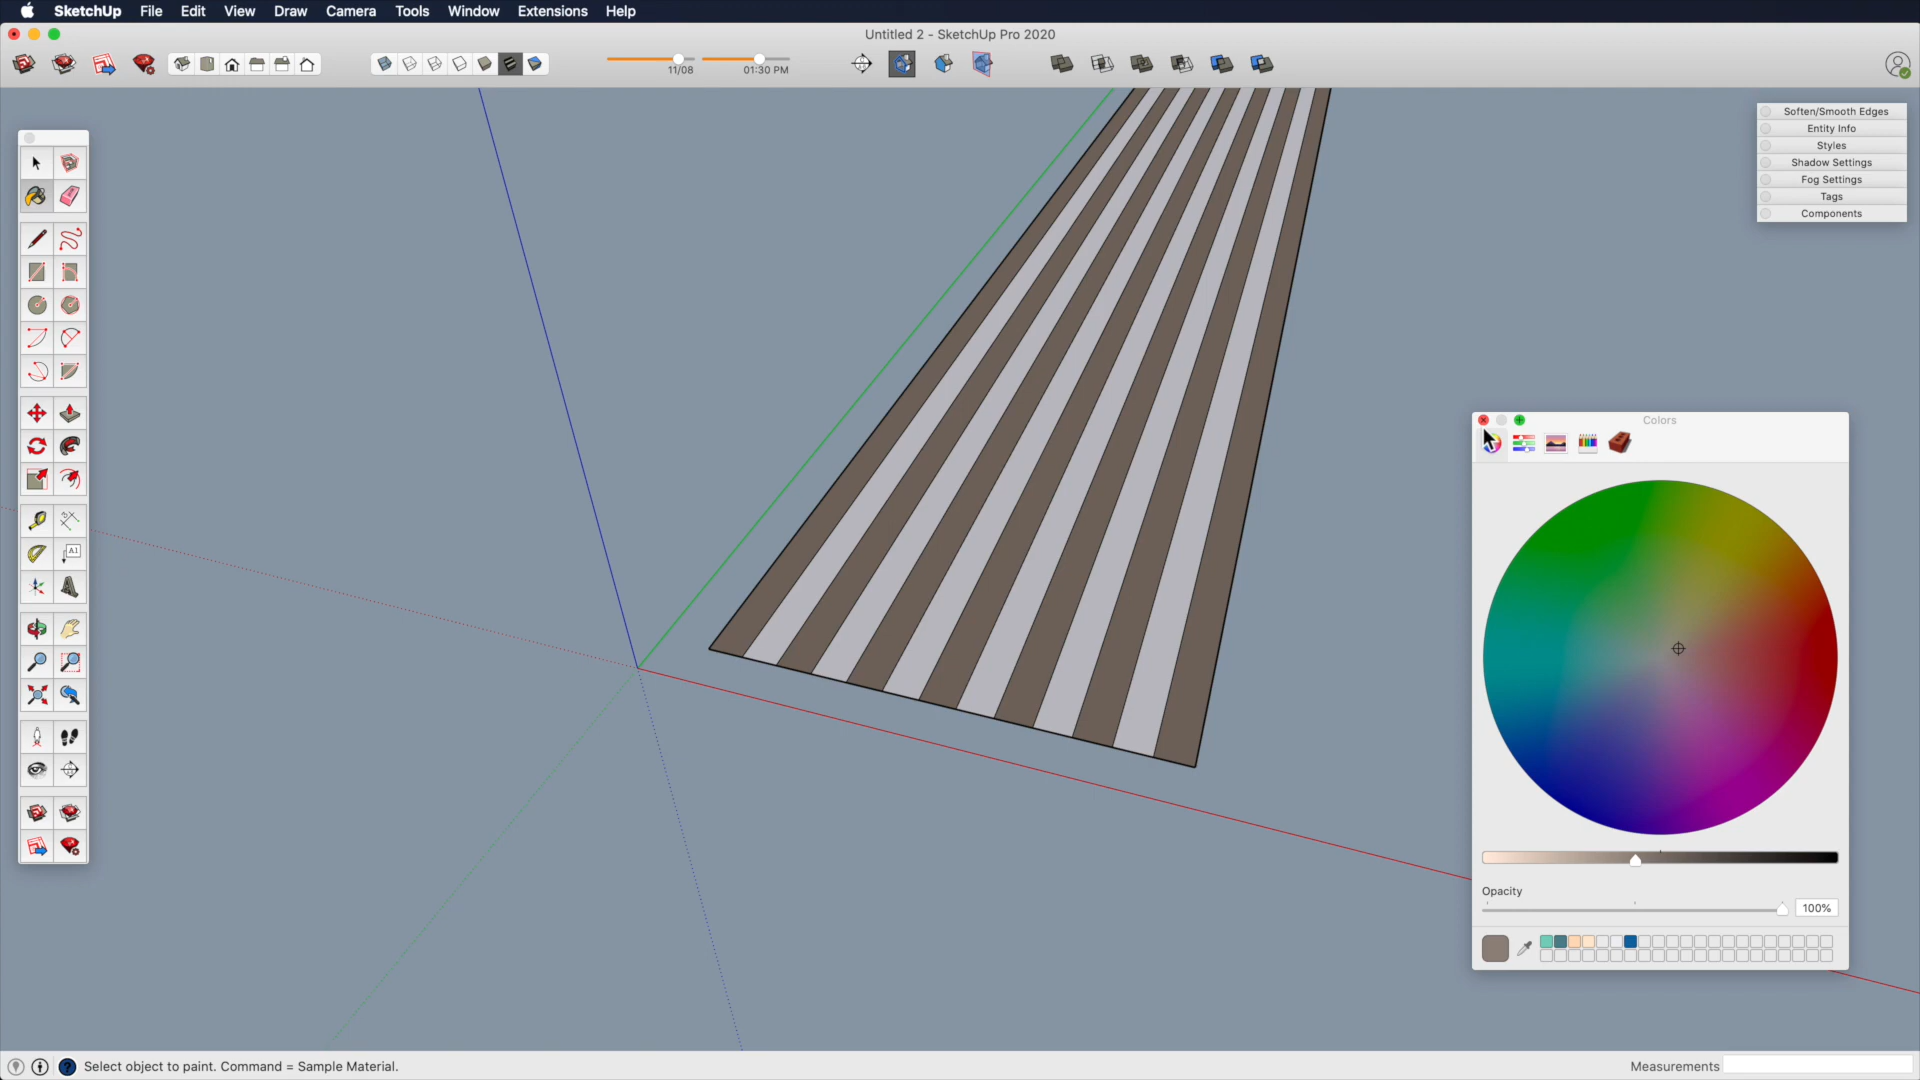 SketchUp File Edit View Draw Camera Tools Window Extensions Help
Untitled 2 - SketchUp Pro 2020
11/08
01:30 PM
Soften/Smooth Edges
Entity Info
Styles
Shadow Settings
Fog Settings
Tags
Components
A1
Colors
Opacity
100%
Select object to paint. Command = Sample Material.
Measurements